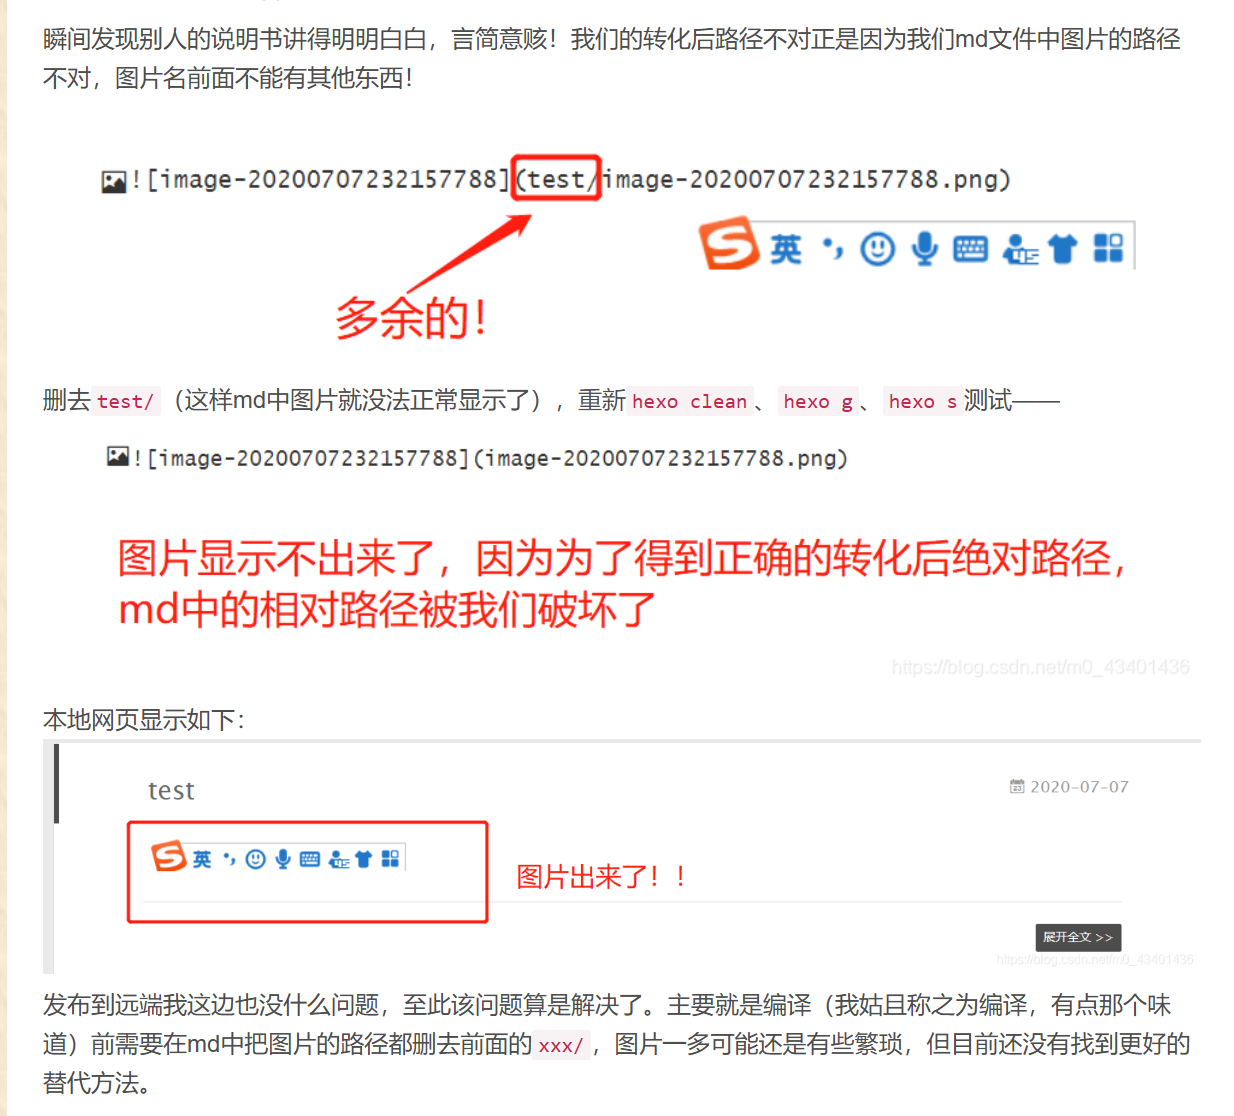 瞬间发现别人的说明书讲得明明白白，言简意赅！我们的转化后路径不对正是因为我们md文件中图片的路径
不对，图片名前面不能有其他东西！
![image-20200707232157788](test/image-20200707232157788.png)
英
多余的！
删去 test/ （这样md中图片就没法正常显示了），重新 hexo clean 、 hexo g 、 hexo s 测试——
![image-20200707232157788](image-20200707232157788.png)
图片显示不出来了，因为为了得到正确的转化后绝对路径，
md中的相对路径被我们破坏了
https://blog.csdn.net/m0_43401436
本地网页显示如下：
test
2020-07-07
英
图片出来了！！
展开全文 >>
https://blog.csdn.net/m0_43401436
发布到远端我这边也没什么问题，至此该问题算是解决了。主要就是编译（我姑且称之为编译，有点那个味
道）前需要在md中把图片的路径都删去前面的 xxx/ ，图片一多可能还是有些繁琐，但目前还没有找到更好的
替代方法。